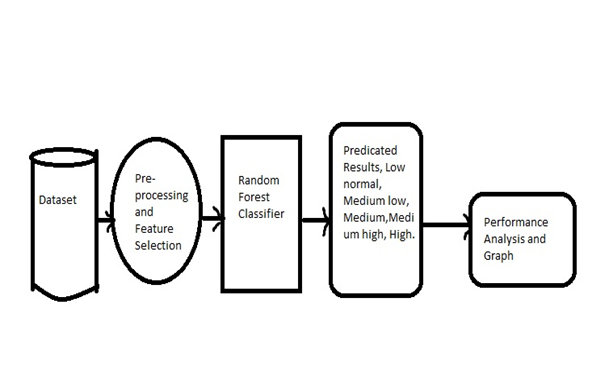 Dataset
Pre-
processing
and
Feature
Selection
Random
Forest
Classifier
Predicated
Results, Low
normal,
Medium low,
Medium,Medi
um high, High.
Performance
Analysis and
Graph